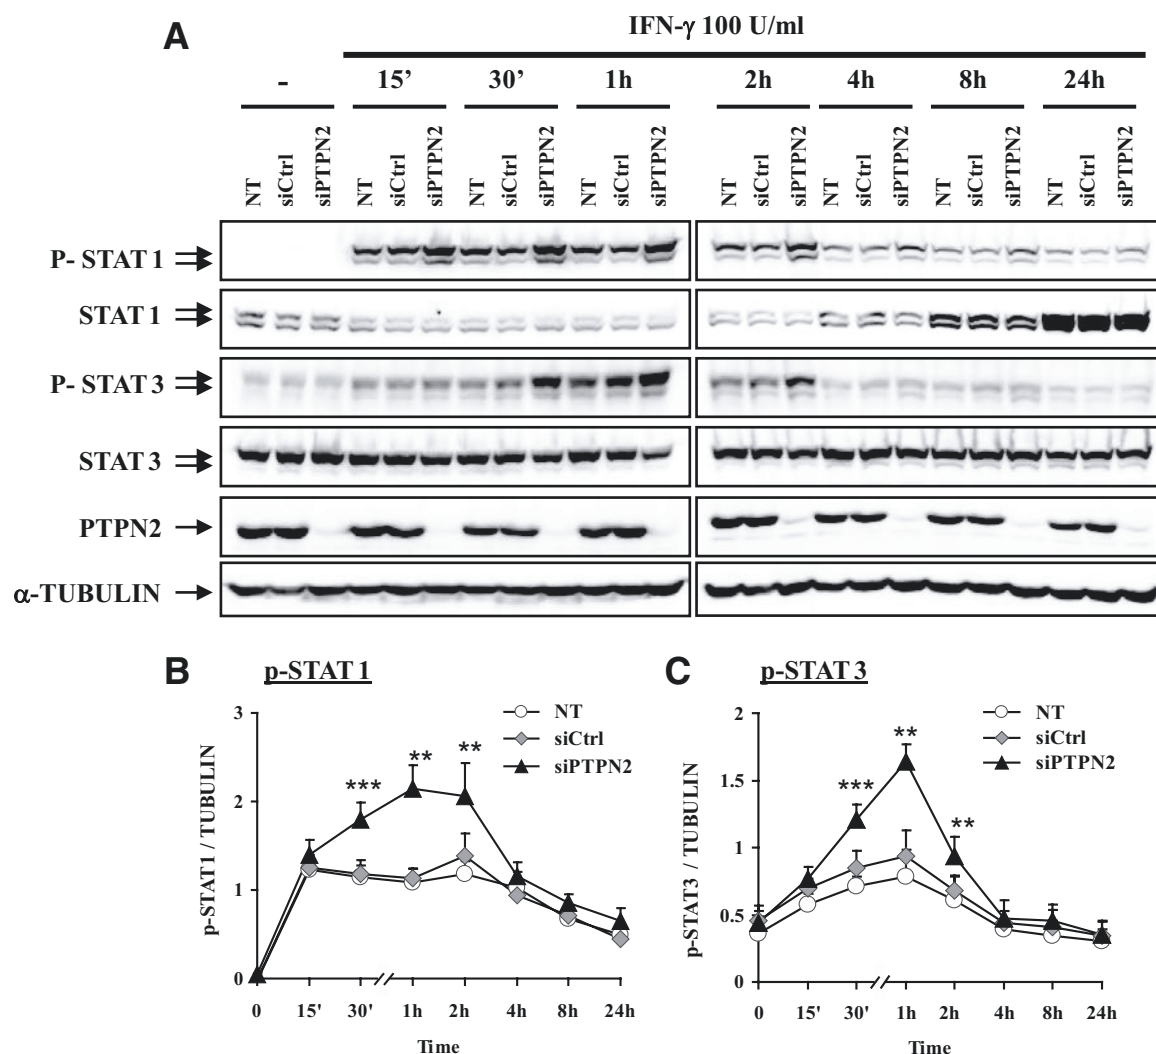 A
IFN-γ 100 U/ml
- 15’ 30’ 1h 2h 4h 8h 24h
NT siCtrl siPTPN2 NT siCtrl siPTPN2 NT siCtrl siPTPN2 NT siCtrl siPTPN2 NT siCtrl siPTPN2 NT siCtrl siPTPN2 NT siCtrl siPTPN2 NT siCtrl siPTPN2
P- STAT 1
STAT 1
P- STAT 3
STAT 3
PTPN2
α-TUBULIN
B p-STAT 1
NT
siCtrl
siPTPN2
p-STAT1 / TUBULIN
3
2
1
0
*** ** **
0 15' 30' 1h 2h 4h 8h 24h
Time
C p-STAT 3
NT
siCtrl
siPTPN2
p-STAT3 / TUBULIN
2
1.5
1
0.5
0
*** ** **
0 15' 30' 1h 2h 4h 8h 24h
Time